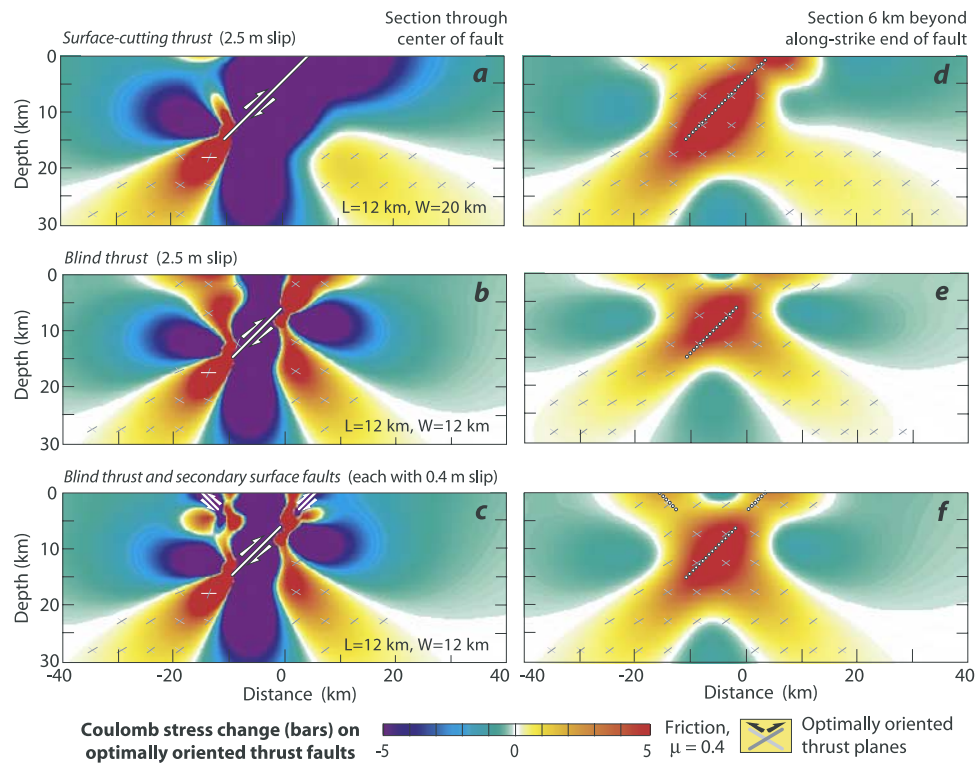 Section through
center of fault
Section 6 km beyond
along-strike end of fault
Surface-cutting thrust (2.5 m slip)
0
10
20
30
Depth (km)
a
L=12 km, W=20 km
d
Blind thrust (2.5 m slip)
0
10
20
30
Depth (km)
b
L=12 km, W=12 km
e
Blind thrust and secondary surface faults (each with 0.4 m slip)
0
10
20
30
Depth (km)
c
L=12 km, W=12 km
f
-40 -20 0 20 40
-20 0 20 40
Distance (km)
Distance (km)
Coulomb stress change (bars) on
optimally oriented thrust faults
-5 0 5
Friction,
μ = 0.4
Optimally oriented
thrust planes